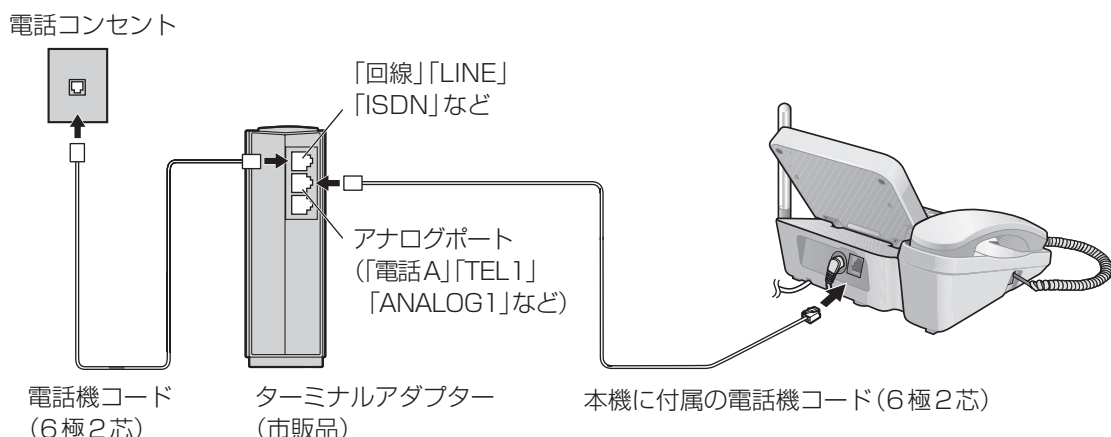 電話コンセント
「回線」「LINE」
「ISDN」など
アナログポート
(「電話A」「TEL1」
「ANALOG1」など)
電話機コード
(6極2芯)
ターミナルアダプター
(市販品)
本機に付属の電話機コード(6極2芯)